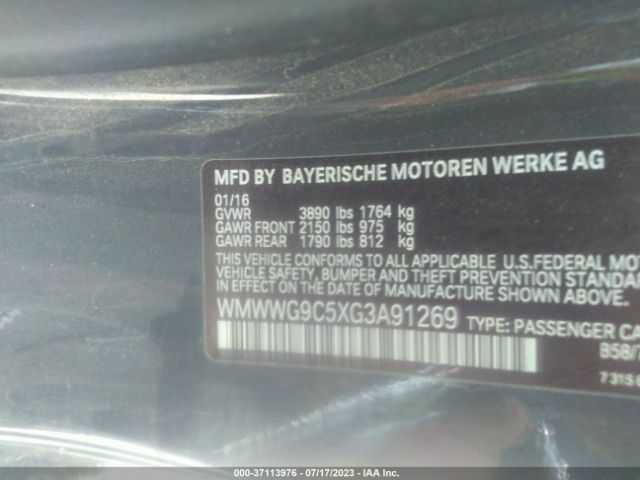 MFD BY BAYERISCHE MOTOREN WERKE AG
01/16
GVWR 3890 lbs 1764 kg
GAWR FRONT 2150 lbs 975 kg
GAWR REAR 1790 lbs 812 kg
THIS VEHICLE CONFORMS TO ALL APPLICABLE U.S.FEDERAL MOT
VEHICLE SAFETY, BUMPER AND THEFT PREVENTION STANDAR
IN EFFECT ON THE DATE OF MANUFACTURE SHOWN ABOVE.
WMWWG9C5XG3A91269 TYPE: PASSENGER CA
B58/
7315
000-37113976 - 07/17/2023 - IAA Inc.